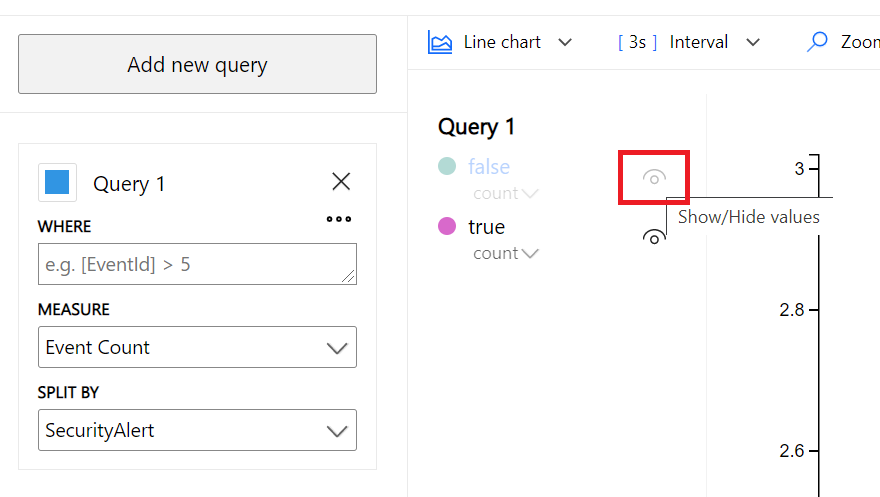 Add new query
Query 1
WHERE
e.g. [EventId] > 5
MEASURE
Event Count
SPLIT BY
SecurityAlert
Line chart
[ 3s ] Interval
Zoom
Query 1
false
count
true
count
Show/Hide values
3
2.8
2.6